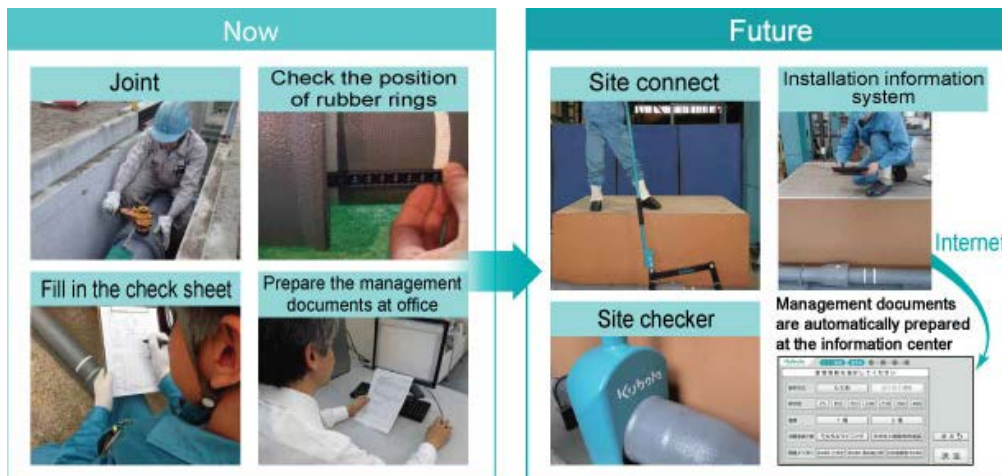 Now
Joint
Check the position
of rubber rings
Fill in the check sheet
Prepare the management
documents at office
Future
Site connect
Installation information
system
Internet
Site checker
Kubota
Management documents
are automatically prepared
at the information center